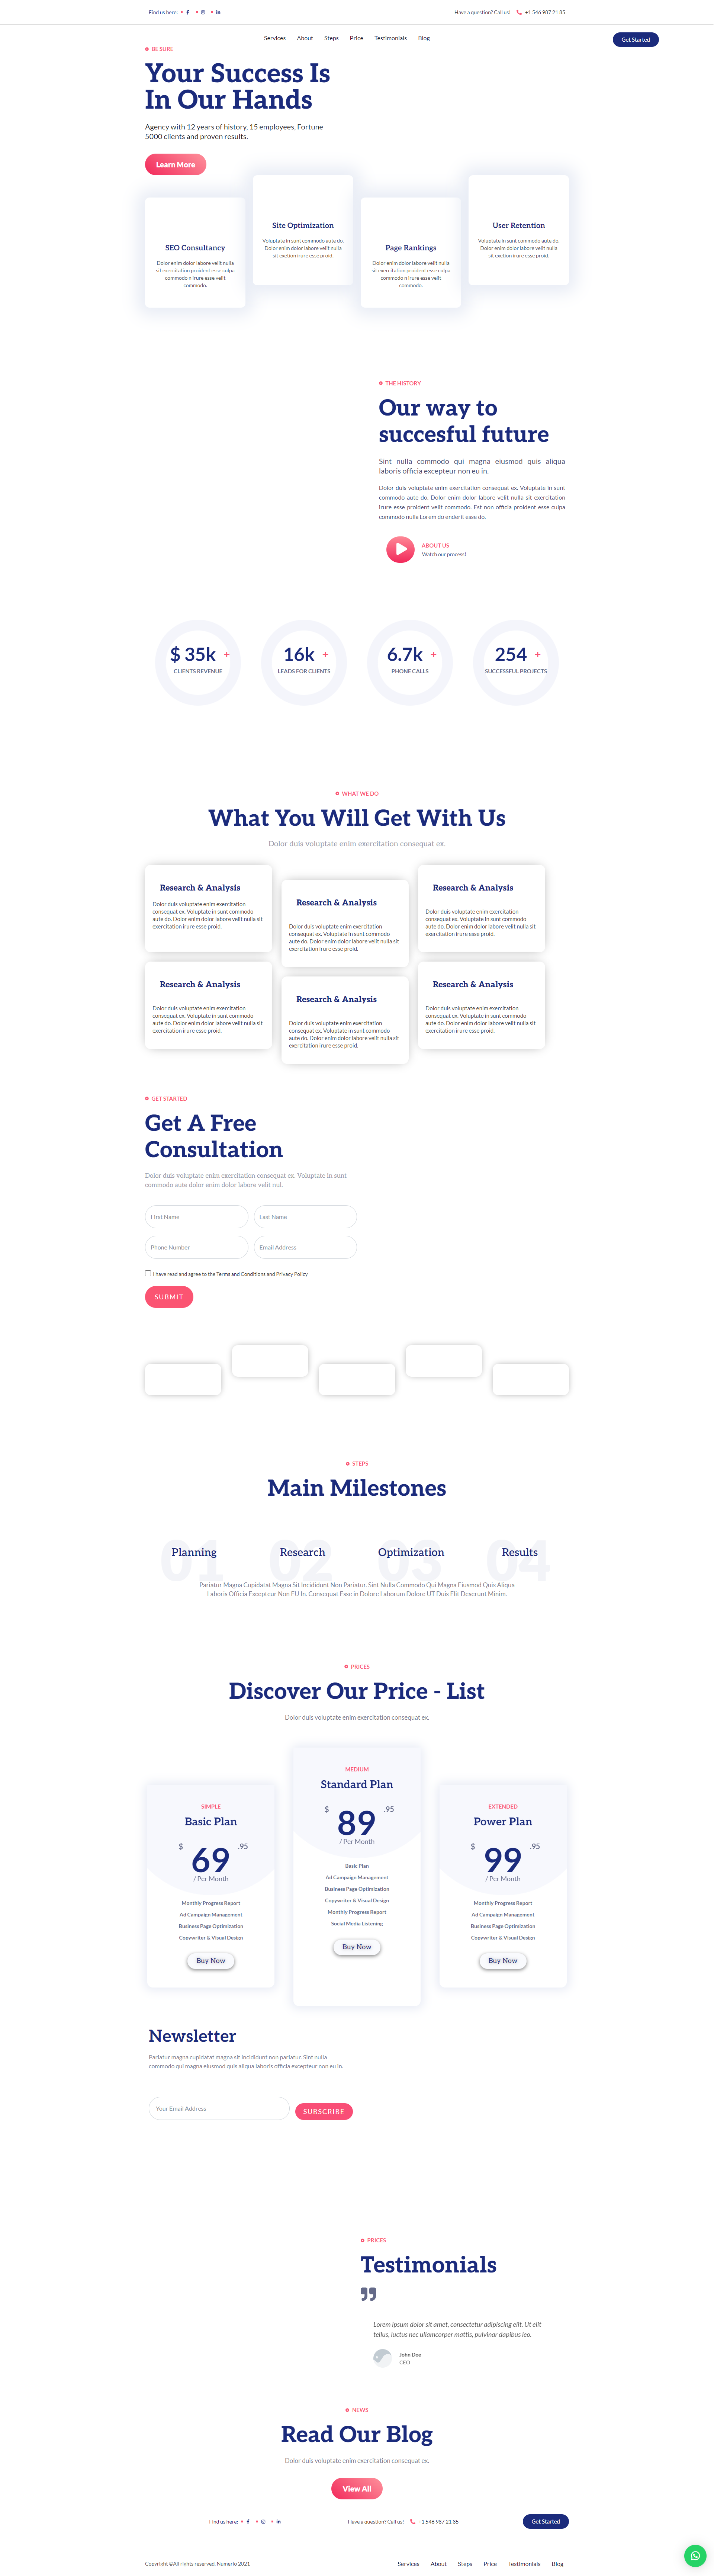 Find us here:
Have a question? Call us!
+1 546 987 21 85
Services
About
Steps
Price
Testimonials
Blog
Get Started
BE SURE
Your Success Is
In Our Hands
Agency with 12 years of history, 15 employees, Fortune
5000 clients and proven results.
Learn More
SEO Consultancy
Dolor enim dolor labore velit nulla
sit exercitation proident esse culpa
commodo n irure esse velit
commodo.
Site Optimization
Voluptate in sunt commodo aute do.
Dolor enim dolor labore velit nulla
sit exetion irure esse proid.
Page Rankings
Dolor enim dolor labore velit nulla
sit exercitation proident esse culpa
commodo n irure esse velit
commodo.
User Retention
Voluptate in sunt commodo aute do.
Dolor enim dolor labore velit nulla
sit exetion irure esse proid.
THE HISTORY
Our way to
succesful future
Sint nulla commodo qui magna eiusmod quis aliqua
laboris officia excepteur non eu in.
Dolor duis voluptate enim exercitation consequat ex. Voluptate in sunt
commodo aute do. Dolor enim dolor labore velit nulla sit exercitation
irure esse proident velit commodo. Est non officia proident esse culpa
commodo nulla Lorem do enderit esse do.
ABOUT US
Watch our process!
$ 35k +
CLIENTS REVENUE
16k +
LEADS FOR CLIENTS
6.7k +
PHONE CALLS
254 +
SUCCESSFUL PROJECTS
WHAT WE DO
What You Will Get With Us
Dolor duis voluptate enim exercitation consequat ex.
Research & Analysis
Dolor duis voluptate enim exercitation
consequat ex. Voluptate in sunt commodo
aute do. Dolor enim dolor labore velit nulla sit
exercitation irure esse proid.
Research & Analysis
Dolor duis voluptate enim exercitation
consequat ex. Voluptate in sunt commodo
aute do. Dolor enim dolor labore velit nulla sit
exercitation irure esse proid.
Research & Analysis
Dolor duis voluptate enim exercitation
consequat ex. Voluptate in sunt commodo
aute do. Dolor enim dolor labore velit nulla sit
exercitation irure esse proid.
Research & Analysis
Dolor duis voluptate enim exercitation
consequat ex. Voluptate in sunt commodo
aute do. Dolor enim dolor labore velit nulla sit
exercitation irure esse proid.
Research & Analysis
Dolor duis voluptate enim exercitation
consequat ex. Voluptate in sunt commodo
aute do. Dolor enim dolor labore velit nulla sit
exercitation irure esse proid.
Research & Analysis
Dolor duis voluptate enim exercitation
consequat ex. Voluptate in sunt commodo
aute do. Dolor enim dolor labore velit nulla sit
exercitation irure esse proid.
GET STARTED
Get A Free
Consultation
Dolor duis voluptate enim exercitation consequat ex. Voluptate in sunt
commodo aute dolor enim dolor labore velit nul.
First Name
Last Name
Phone Number
Email Address
I have read and agree to the Terms and Conditions and Privacy Policy
SUBMIT
STEPS
Main Milestones
01
Planning
02
Research
03
Optimization
04
Results
Pariatur Magna Cupidatat Magna Sit Incididunt Non Pariatur. Sint Nulla Commodo Qui Magna Eiusmod Quis Aliqua
Laboris Officia Excepteur Non EU In. Consequat Esse in Dolore Laborum Dolore UT Duis Elit Deserunt Minim.
PRICES
Discover Our Price - List
Dolor duis voluptate enim exercitation consequat ex.
SIMPLE
Basic Plan
$ 69 .95
/ Per Month
Monthly Progress Report
Ad Campaign Management
Business Page Optimization
Copywriter & Visual Design
Buy Now
MEDIUM
Standard Plan
$ 89 .95
/ Per Month
Basic Plan
Ad Campaign Management
Business Page Optimization
Copywriter & Visual Design
Monthly Progress Report
Social Media Listening
Buy Now
EXTENDED
Power Plan
$ 99 .95
/ Per Month
Monthly Progress Report
Ad Campaign Management
Business Page Optimization
Copywriter & Visual Design
Buy Now
Newsletter
Pariatur magna cupidatat magna sit incididunt non pariatur. Sint nulla
commodo qui magna eiusmod quis aliqua laboris officia excepteur non eu in.
Your Email Address
SUBSCRIBE
PRICES
Testimonials
Lorem ipsum dolor sit amet, consectetur adipiscing elit. Ut elit
tellus, luctus nec ullamcorper mattis, pulvinar dapibus leo.
John Doe
CEO
NEWS
Read Our Blog
Dolor duis voluptate enim exercitation consequat ex.
View All
Find us here:
Have a question? Call us!
+1 546 987 21 85
Get Started
Copyright ©All rights reserved. Numerio 2021
Services
About
Steps
Price
Testimonials
Blog